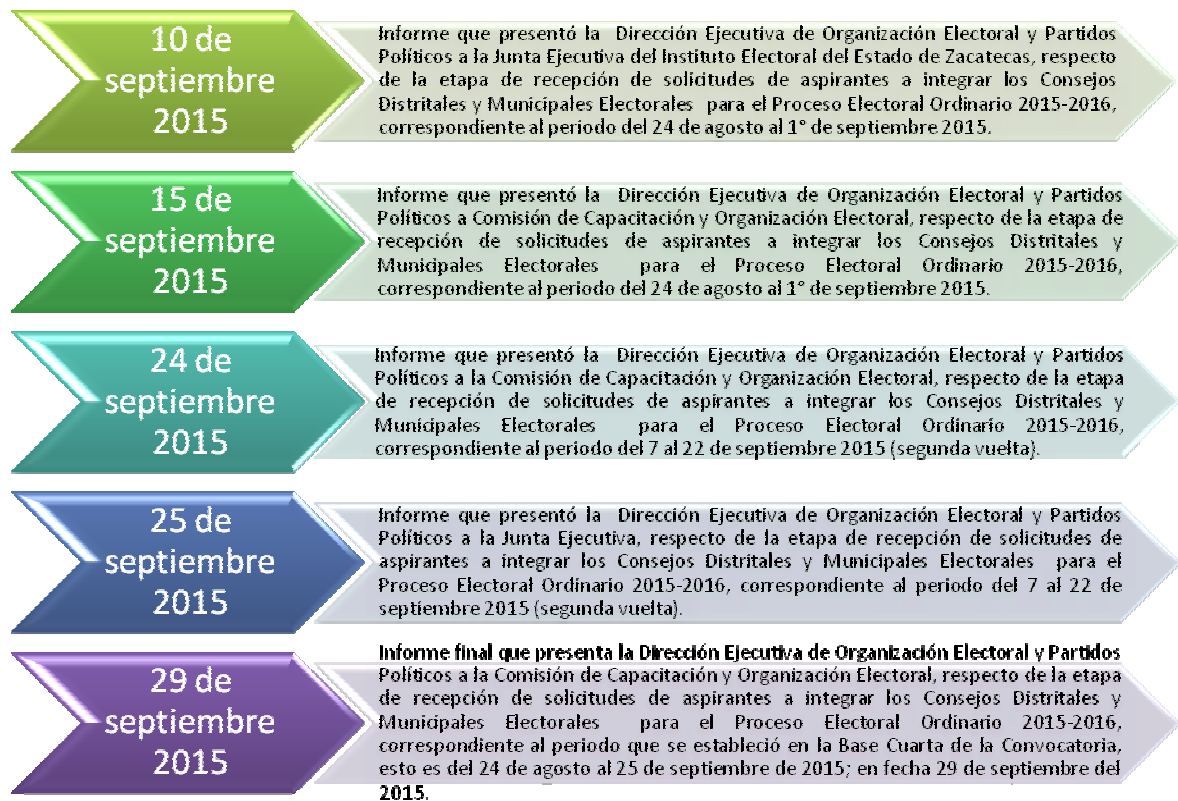 10 de
septiembre
2015
Informe que presentó la Dirección Ejecutiva de Organización Electoral y Partidos
Políticos a la Junta Ejecutiva del Instituto Electoral del Estado de Zacatecas, respecto
de la etapa de recepción de solicitudes de aspirantes a integrar los Consejos
Distritales y Municipales Electorales para el Proceso Electoral Ordinario 2015-2016,
correspondiente al periodo del 24 de agosto al 1° de septiembre 2015.
15 de
septiembre
2015
Informe que presentó la Dirección Ejecutiva de Organización Electoral y Partidos
Políticos a Comisión de Capacitación y Organización Electoral, respecto de la etapa de
recepción de solicitudes de aspirantes a integrar los Consejos Distritales y
Municipales Electorales para el Proceso Electoral Ordinario 2015-2016,
correspondiente al periodo del 24 de agosto al 1° de septiembre 2015.
24 de
septiembre
2015
Informe que presentó la Dirección Ejecutiva de Organización Electoral y Partidos
Políticos a la Comisión de Capacitación y Organización Electoral, respecto de la etapa
de recepción de solicitudes de aspirantes a integrar los Consejos Distritales y
Municipales Electorales para el Proceso Electoral Ordinario 2015-2016,
correspondiente al periodo del 7 al 22 de septiembre 2015 (segunda vuelta).
25 de
septiembre
2015
Informe que presentó la Dirección Ejecutiva de Organización Electoral y Partidos
Políticos a la Junta Ejecutiva, respecto de la etapa de recepción de solicitudes de
aspirantes a integrar los Consejos Distritales y Municipales Electorales para el
Proceso Electoral Ordinario 2015-2016, correspondiente al periodo del 7 al 22 de
septiembre 2015 (segunda vuelta).
29 de
septiembre
2015
Informe final que presenta la Dirección Ejecutiva de Organización Electoral y Partidos
Políticos a la Comisión de Capacitación y Organización Electoral, respecto de la etapa
de recepción de solicitudes de aspirantes a integrar los Consejos Distritales y
Municipales Electorales para el Proceso Electoral Ordinario 2015-2016,
correspondiente al periodo que se estableció en la Base Cuarta de la Convocatoria,
esto es del 24 de agosto al 25 de septiembre de 2015; en fecha 29 de septiembre del
2015.